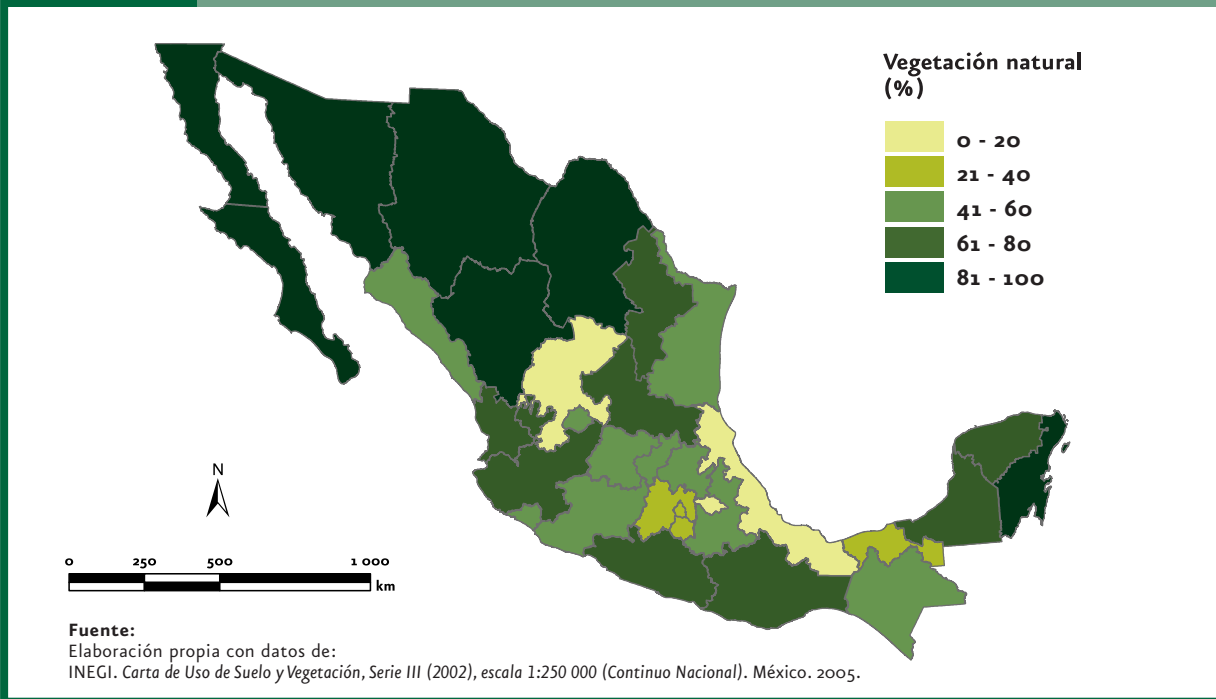 Vegetación natural
(%)
0 - 20
21 - 40
41 - 60
61 - 80
81 - 100
N
0 250 500 1 000
km
Fuente:
Elaboración propia con datos de:
INEGI. Carta de Uso de Suelo y Vegetación, Serie III (2002), escala 1:250 000 (Continuo Nacional). México. 2005.